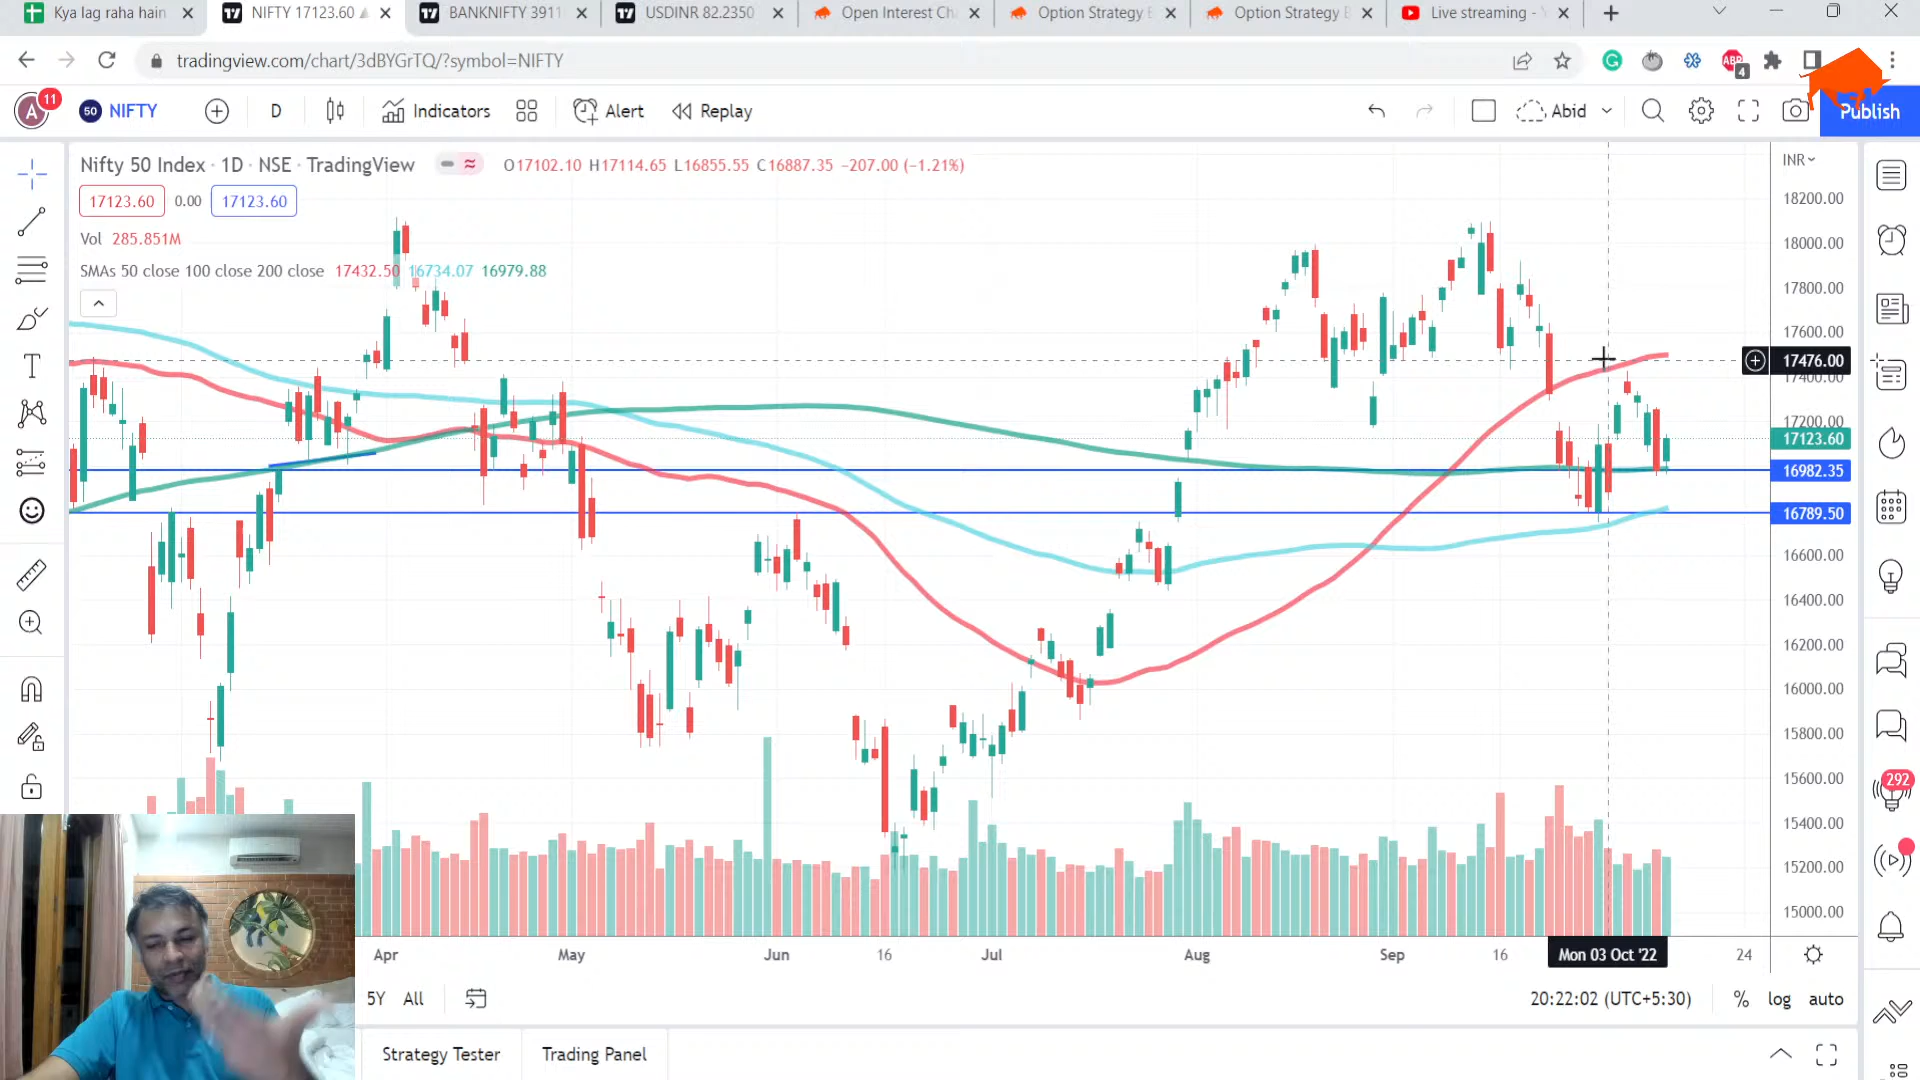 Kya lag raha hain
NIFTY 17123.60
BANKNIFTY 3911
USDINR 82.2350
Open Interest Ch
Option Strategy B
Option Strategy B
Live streaming -
tradingview.com/chart/3dBYGrTQ/?symbol=NIFTY
ABP
4
A
11
50
NIFTY
D
Indicators
Alert
Replay
Abid
Publish
Nifty 50 Index · 1D · NSE · TradingView
O17102.10 H17114.65 L16855.55 C16887.35 −207.00 (−1.21%)
INR
17123.60 0.00 17123.60
Vol 285.851M
SMAs 50 close 100 close 200 close 17432.50 16734.07 16979.88
18200.00
18000.00
17800.00
17600.00
17476.00
17400.00
17200.00
17123.60
16982.35
16789.50
16600.00
16400.00
16200.00
16000.00
15800.00
15600.00
15400.00
15200.00
15000.00
292
Apr May Jun 16 Jul Aug Sep 16 Mon 03 Oct '22 24
5Y All
20:22:02 (UTC+5:30) % log auto
Strategy Tester Trading Panel